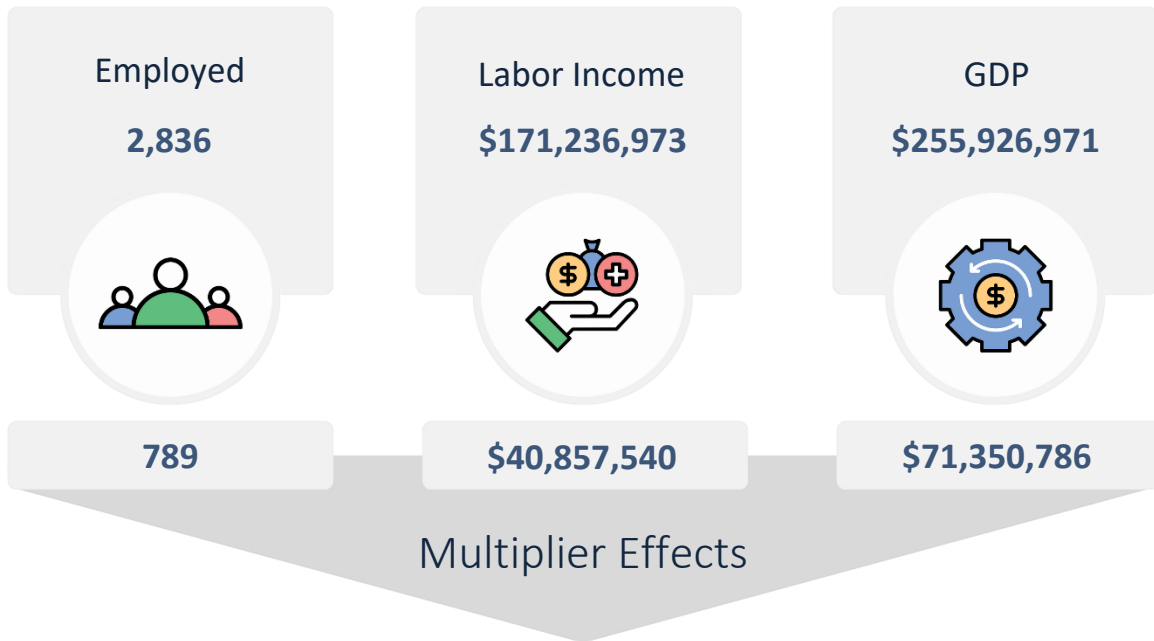 Employed
2,836
Labor Income
$171,236,973
GDP
$255,926,971
$
$
789
$40,857,540
$71,350,786
Multiplier Effects